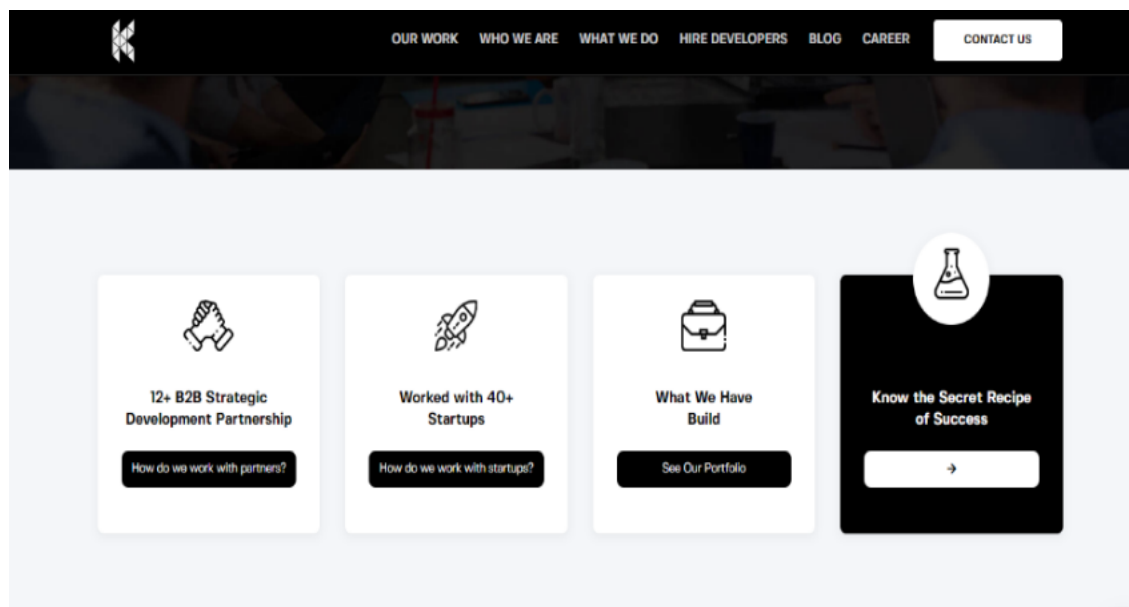 OUR WORK WHO WE ARE WHAT WE DO HIRE DEVELOPERS BLOG CAREER CONTACT US
12+ B2B Strategic
Development Partnership
How do we work with partners?
Worked with 40+
Startups
How do we work with startups?
What We Have
Build
See Our Portfolio
Know the Secret Recipe
of Success
→